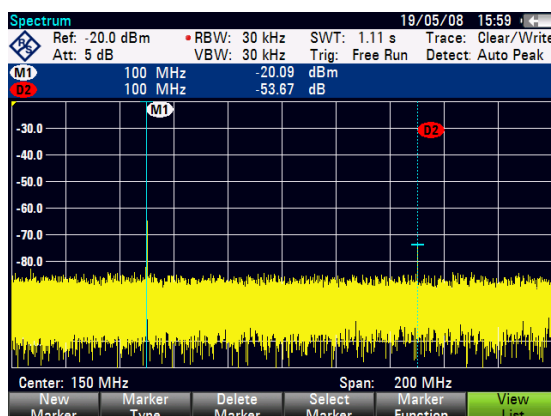 Spectrum 19/05/08 15:59
Ref: -20.0 dBm • RBW: 30 kHz SWT: 1.11 s Trace: Clear/Write
Att: 5 dB VBW: 30 kHz Trig: Free Run Detect: Auto Peak
M1 100 MHz -20.09 dBm
D2 100 MHz -53.67 dB
M1
D2
-30.0
-40.0
-50.0
-60.0
-70.0
-80.0
Center: 150 MHz Span: 200 MHz
New Marker Delete Select Marker View
Marker Type Marker Marker Function List